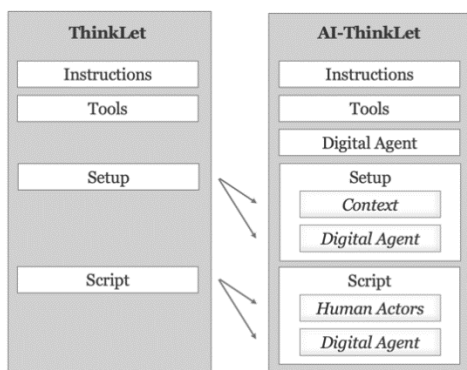 ThinkLet
Instructions
Tools
Setup
Script
AI-ThinkLet
Instructions
Tools
Digital Agent
Setup
Context
Digital Agent
Script
Human Actors
Digital Agent